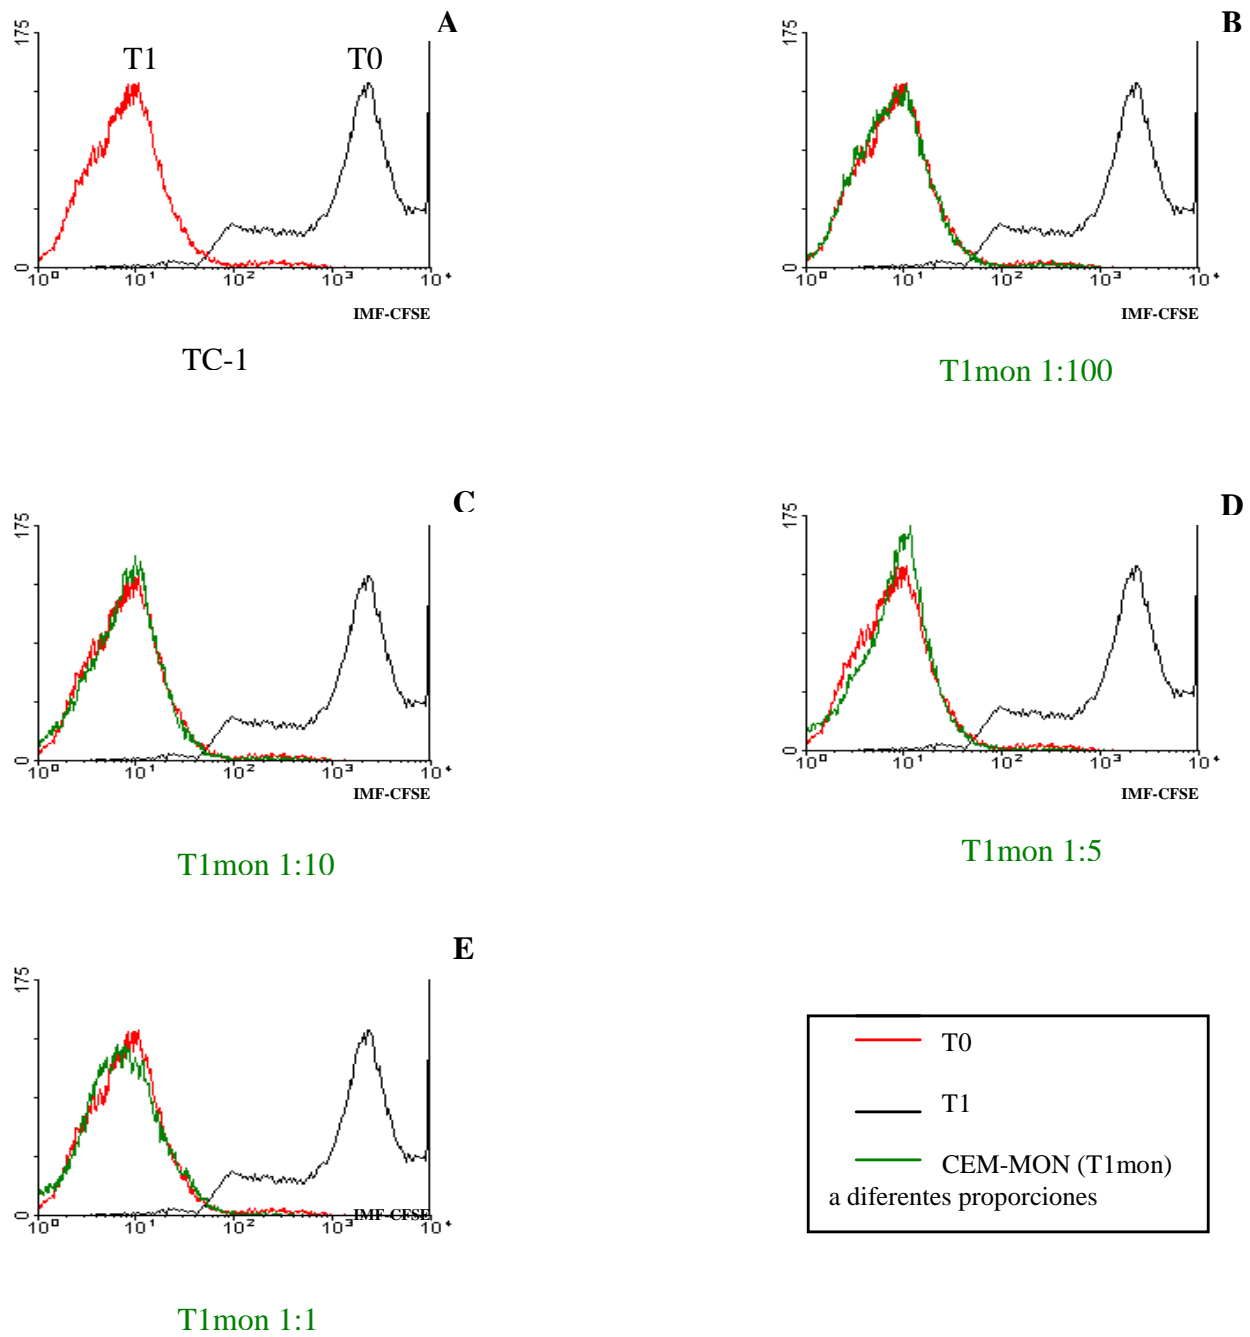 A
175
T1
T0
0
10⁰ 10¹ 10² 10³ 10⁴
IMF-CFSE
TC-1
B
175
0
10⁰ 10¹ 10² 10³ 10⁴
IMF-CFSE
T1mon 1:100
C
175
0
10⁰ 10¹ 10² 10³ 10⁴
IMF-CFSE
T1mon 1:10
D
175
0
10⁰ 10¹ 10² 10³ 10⁴
IMF-CFSE
T1mon 1:5
E
175
0
10⁰ 10¹ 10² 10³ 10⁴
IMF-CFSE
T1mon 1:1
T0
T1
CEM-MON (T1mon)
a diferentes proporciones